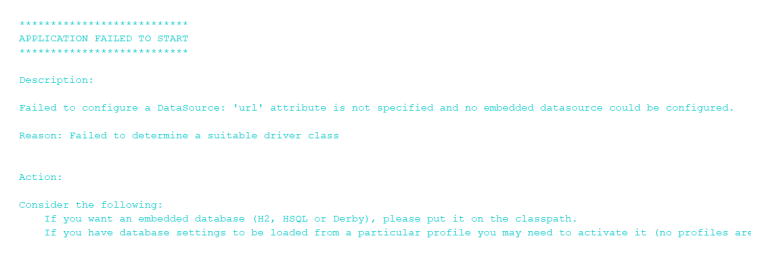 ***************************
APPLICATION FAILED TO START
***************************
Description:
Failed to configure a DataSource: 'url' attribute is not specified and no embedded datasource could be configured.
Reason: Failed to determine a suitable driver class
Action:
Consider the following:
If you want an embedded database (H2, HSQL or Derby), please put it on the classpath.
If you have database settings to be loaded from a particular profile you may need to activate it (no profiles are